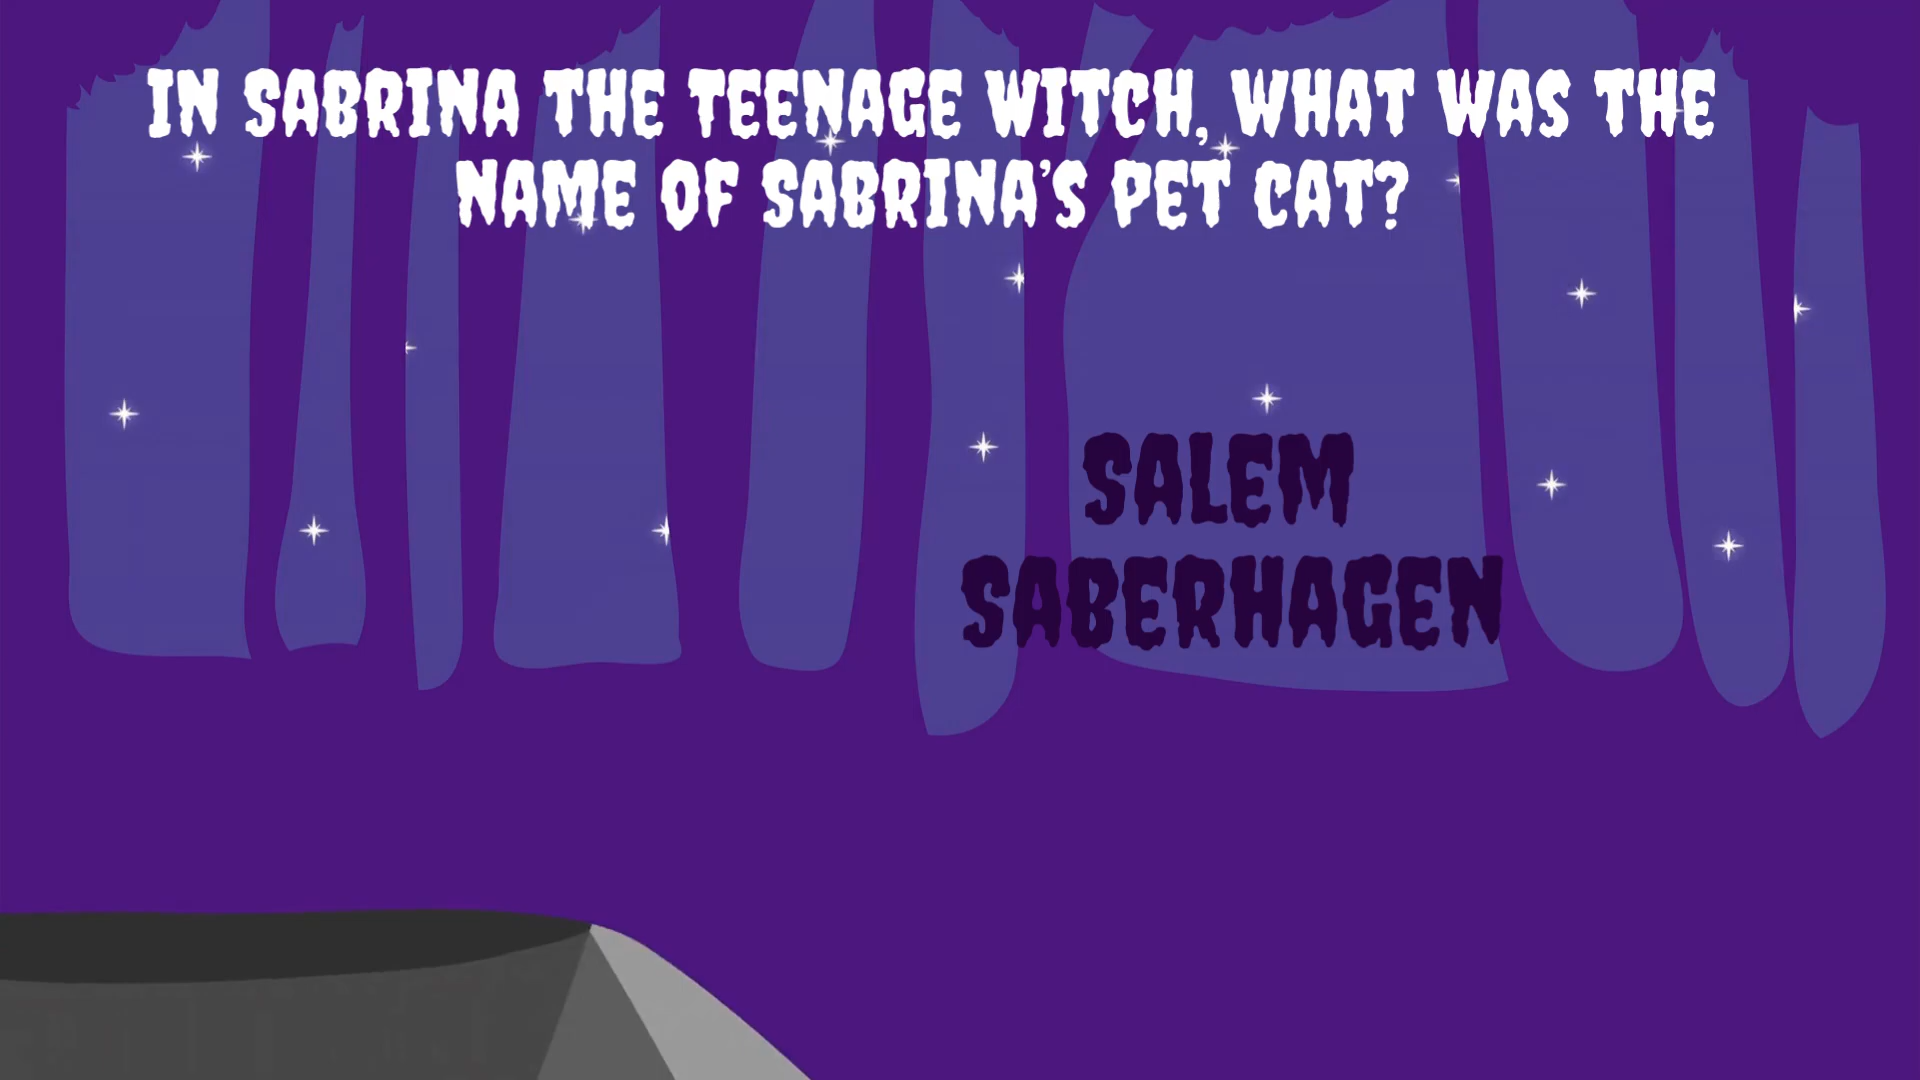 IN SABRINA THE TEENAGE WITCH, WHAT WAS THE
NAME OF SABRINA'S PET CAT?
SALEM
SABERHAGEN